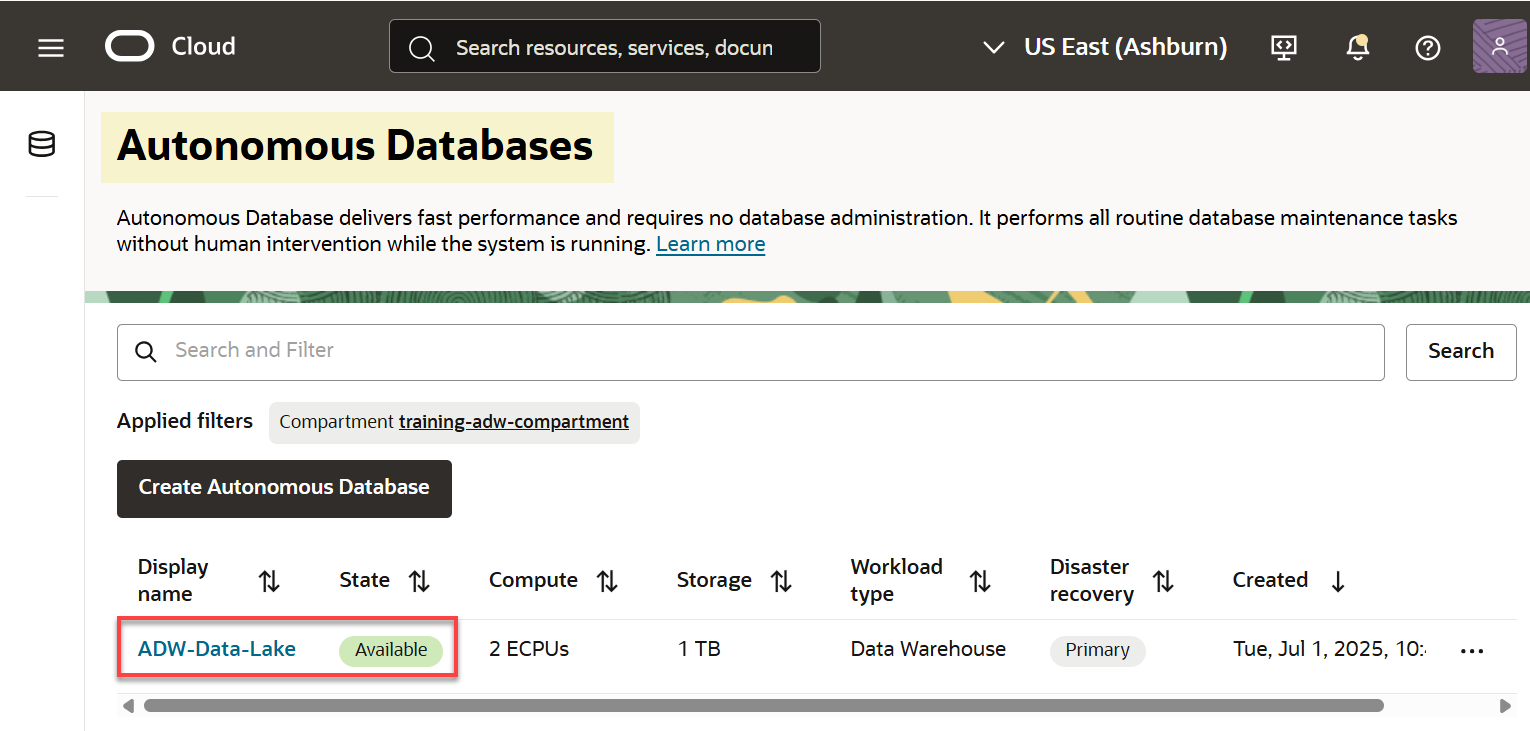 Cloud
Search resources, services, docun
US East (Ashburn)
Autonomous Databases
Autonomous Database delivers fast performance and requires no database administration. It performs all routine database maintenance tasks
without human intervention while the system is running. Learn more
Search and Filter
Search
Applied filters
Compartment training-adw-compartment
Create Autonomous Database
Display name
State
Compute
Storage
Workload type
Disaster recovery
Created
ADW-Data-Lake
Available
2 ECPUs
1 TB
Data Warehouse
Primary
Tue, Jul 1, 2025, 10: